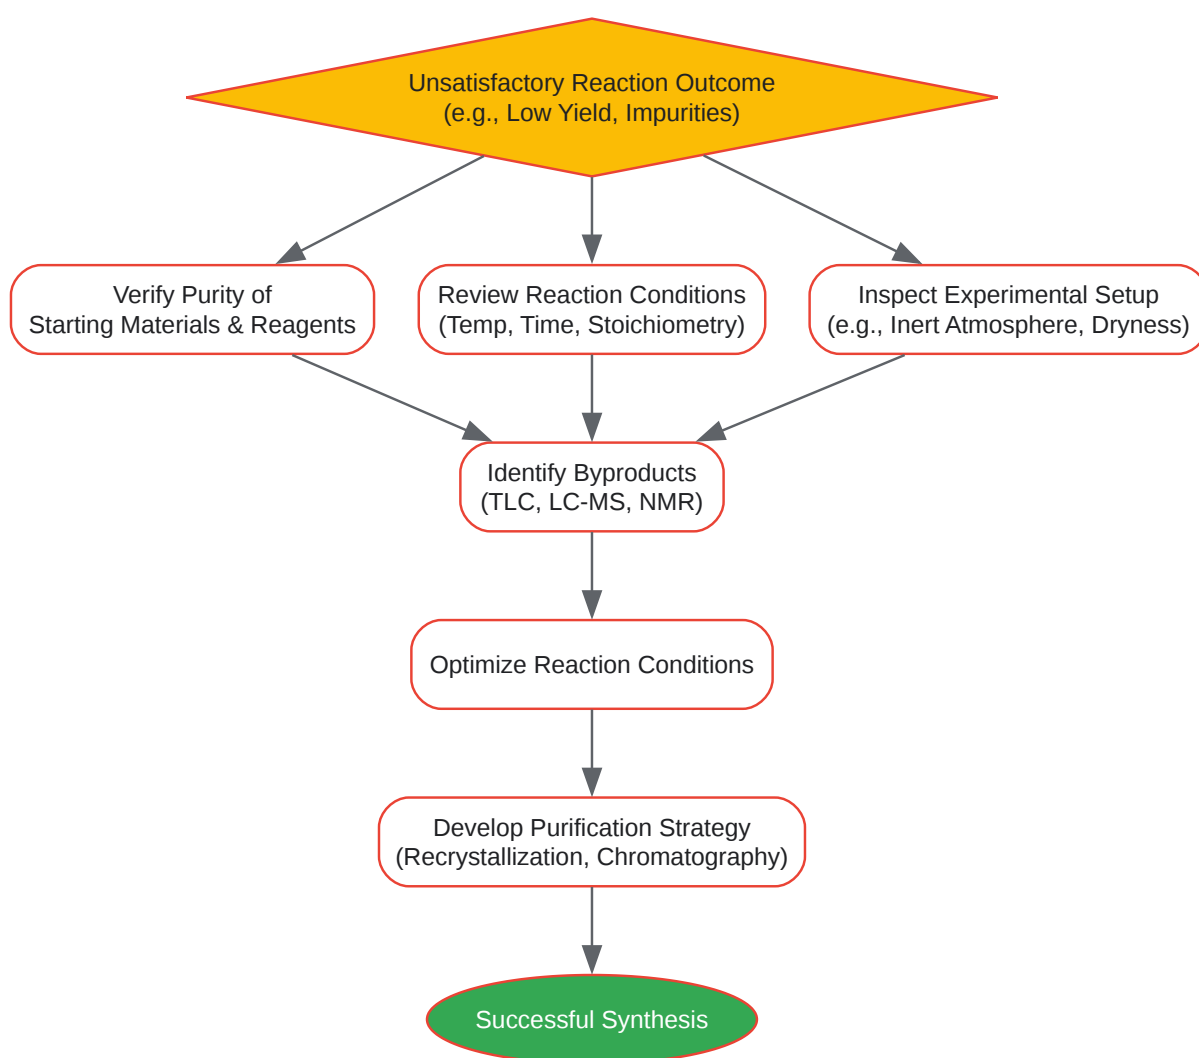 Unsatisfactory Reaction Outcome
(e.g., Low Yield, Impurities)
Verify Purity of
Starting Materials & Reagents
Review Reaction Conditions
(Temp, Time, Stoichiometry)
Inspect Experimental Setup
(e.g., Inert Atmosphere, Dryness)
Identify Byproducts
(TLC, LC-MS, NMR)
Optimize Reaction Conditions
Develop Purification Strategy
(Recrystallization, Chromatography)
Successful Synthesis